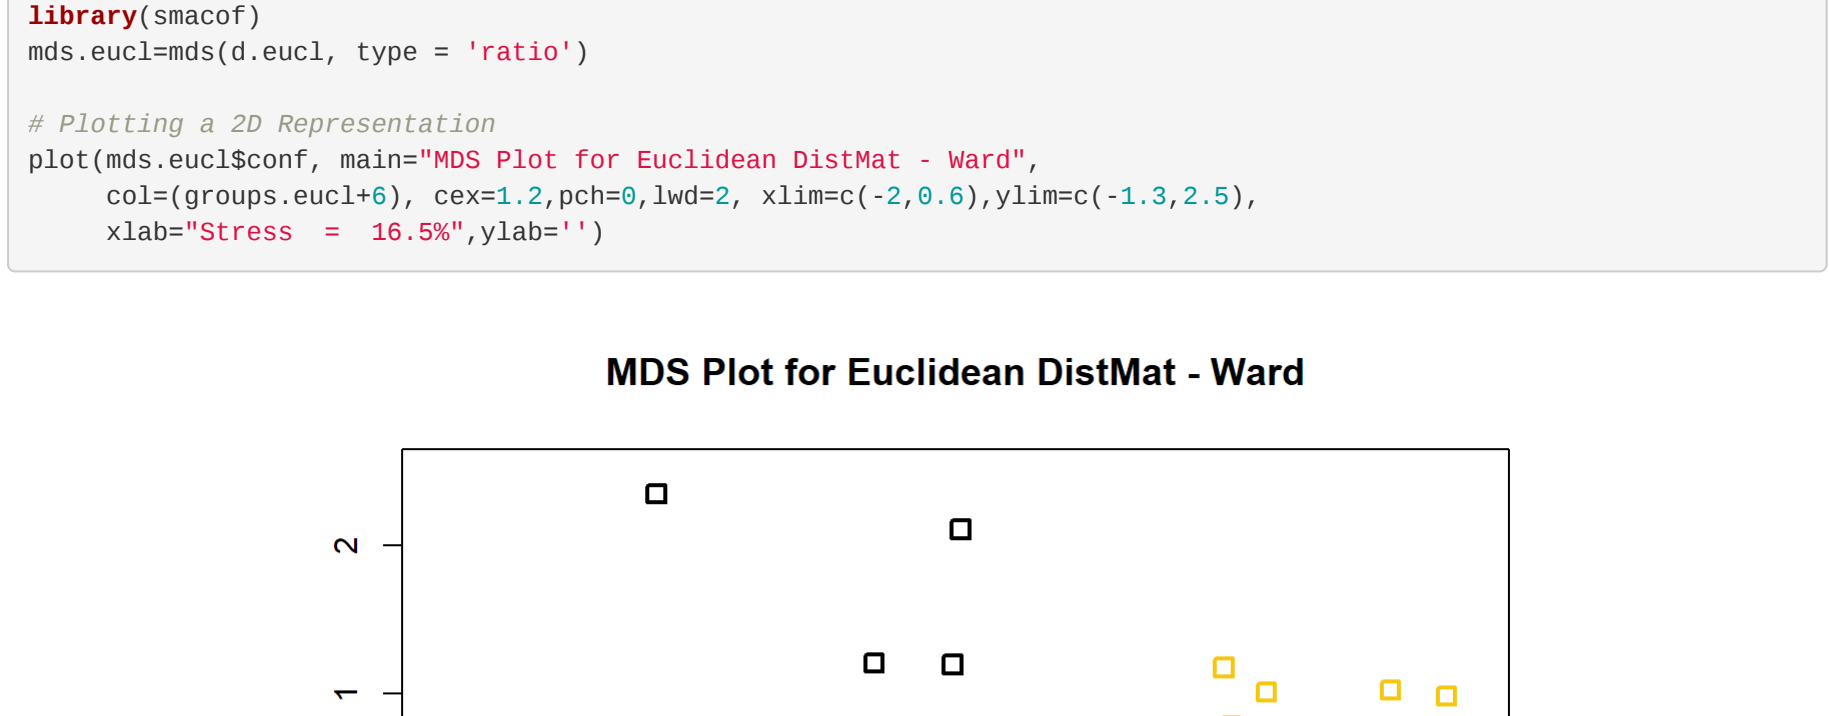 library(smacof)
mds.eucl=mds(d.eucl, type = 'ratio')
# Plotting a 2D Representation
plot(mds.eucl$conf, main="MDS Plot for Euclidean DistMat - Ward",
     col=(groups.eucl+6), cex=1.2,pch=0,lwd=2, xlim=c(-2,0.6),ylim=c(-1.3,2.5),
     xlab="Stress  =  16.5%",ylab='')
MDS Plot for Euclidean DistMat - Ward
2
1